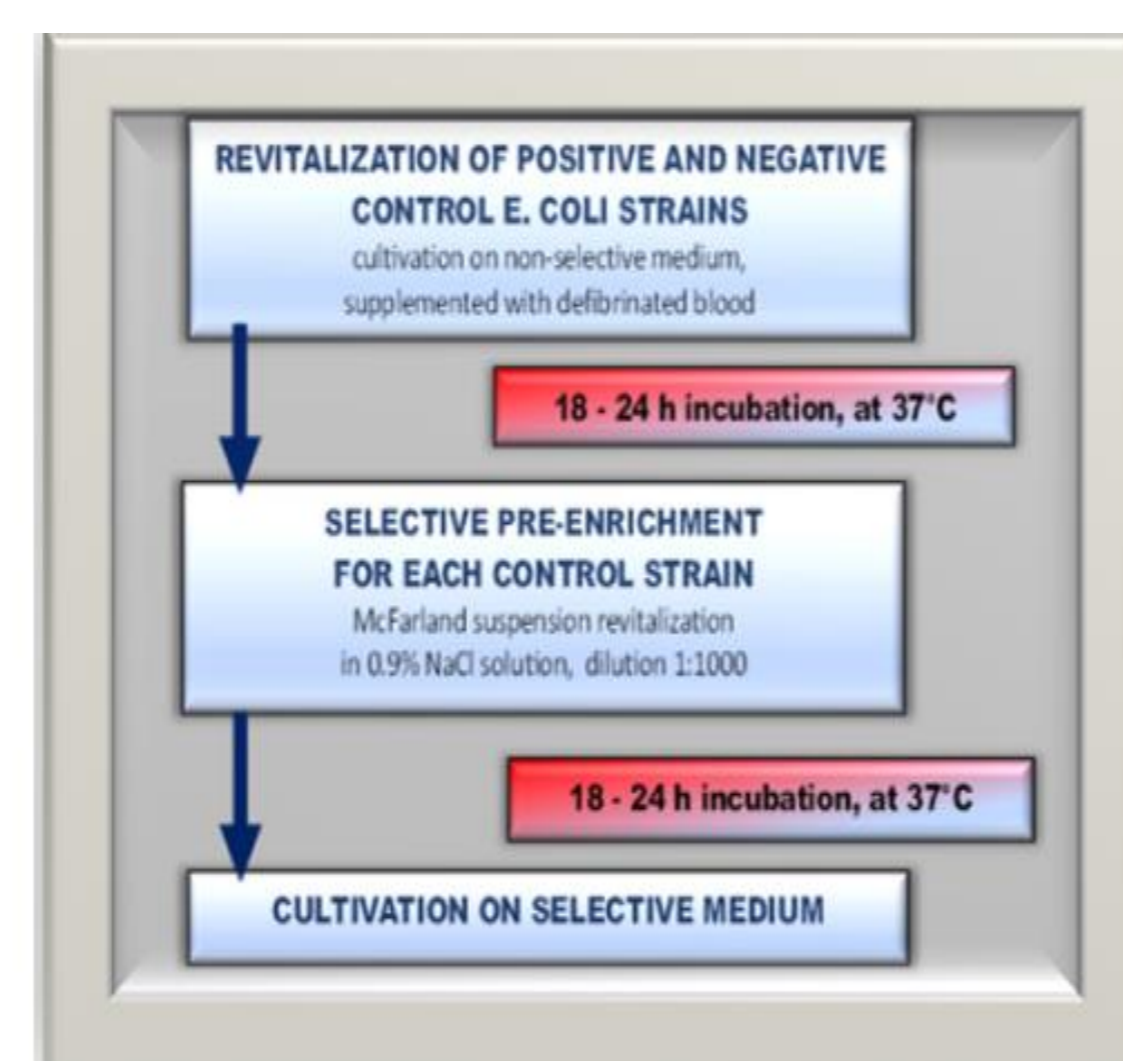 REVITALIZATION OF POSITIVE AND NEGATIVE
CONTROL E. COLI STRAINS
cultivation on non-selective medium,
supplemented with defibrinated blood
18 - 24 h incubation, at 37°C
SELECTIVE PRE-ENRICHMENT
FOR EACH CONTROL STRAIN
McFarland suspension revitalization
in 0.9% NaCl solution, dilution 1:1000
18 - 24 h incubation, at 37°C
CULTIVATION ON SELECTIVE MEDIUM